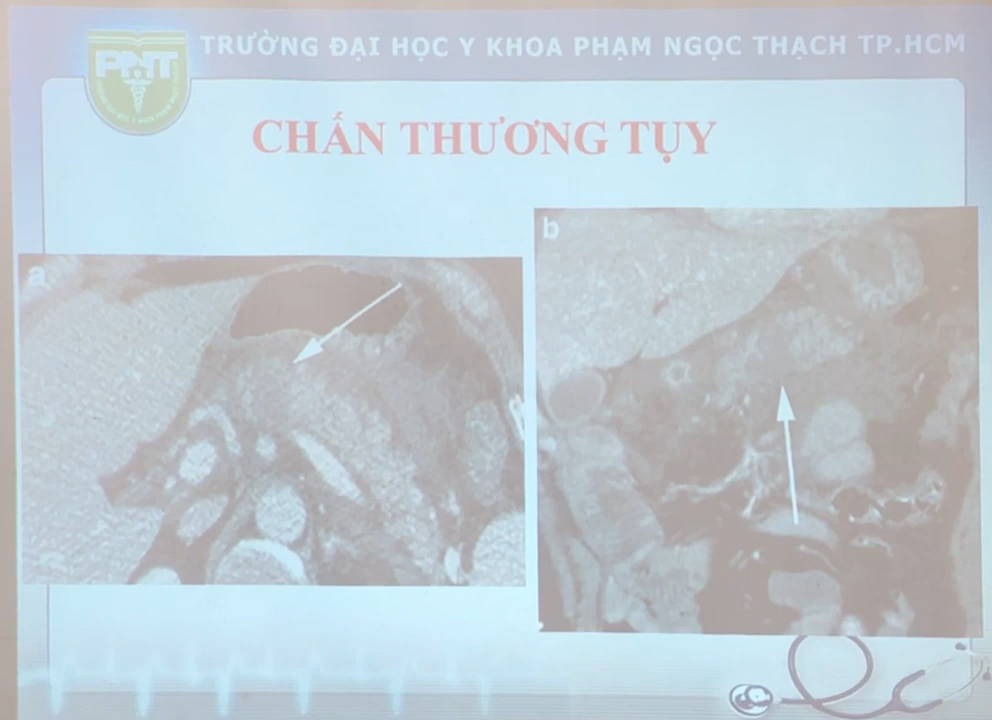 TRƯỜNG ĐẠI HỌC Y KHOA PHẠM NGỌC THẠCH TP.HCM
PNT
CHẤN THƯƠNG TỤY
a
b